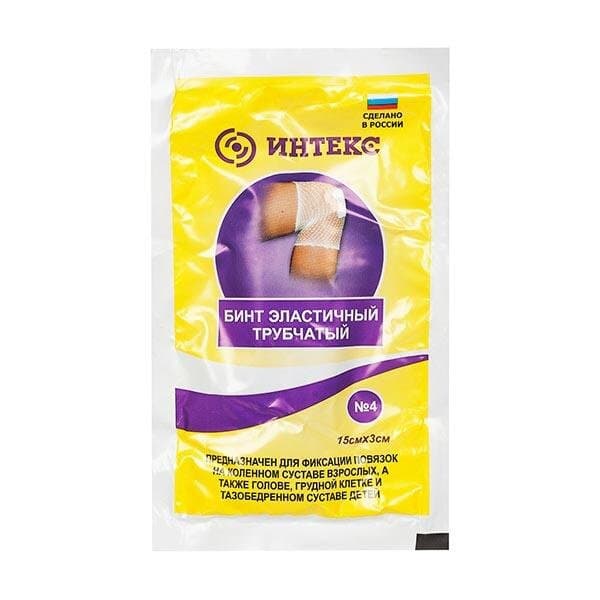 СДЕЛАНО
В РОССИИ
ИНТЕКС
БИНТ ЭЛАСТИЧНЫЙ
ТРУБЧАТЫЙ
№4
15смх3см
ПРЕДНАЗНАЧЕН ДЛЯ ФИКСАЦИИ ПОВЯЗОК
НА КОЛЕННОМ СУСТАВЕ ВЗРОСЛЫХ, А
ТАКЖЕ ГОЛОВЕ, ГРУДНОЙ КЛЕТКЕ И
ТАЗОБЕДРЕННОМ СУСТАВЕ ДЕТЕЙ